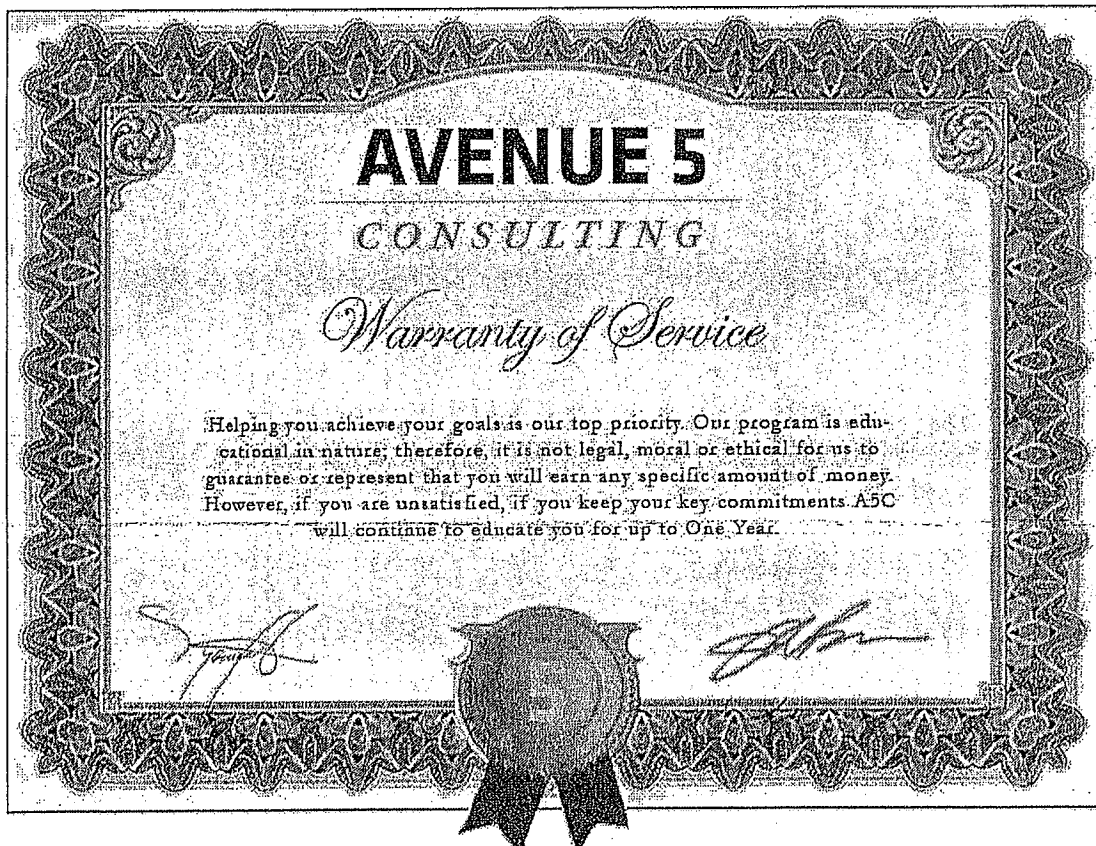 AVENUE 5
CONSULTING
Warranty of Service
Helping you achieve your goals is our top priority. Our program is edu-
cational in nature; therefore, it is not legal, moral or ethical for us to
guarantee or represent that you will earn any specific amount of money.
However, if you are unsatisfied, if you keep your key commitments A5C
will continue to educate you for up to One Year.
5